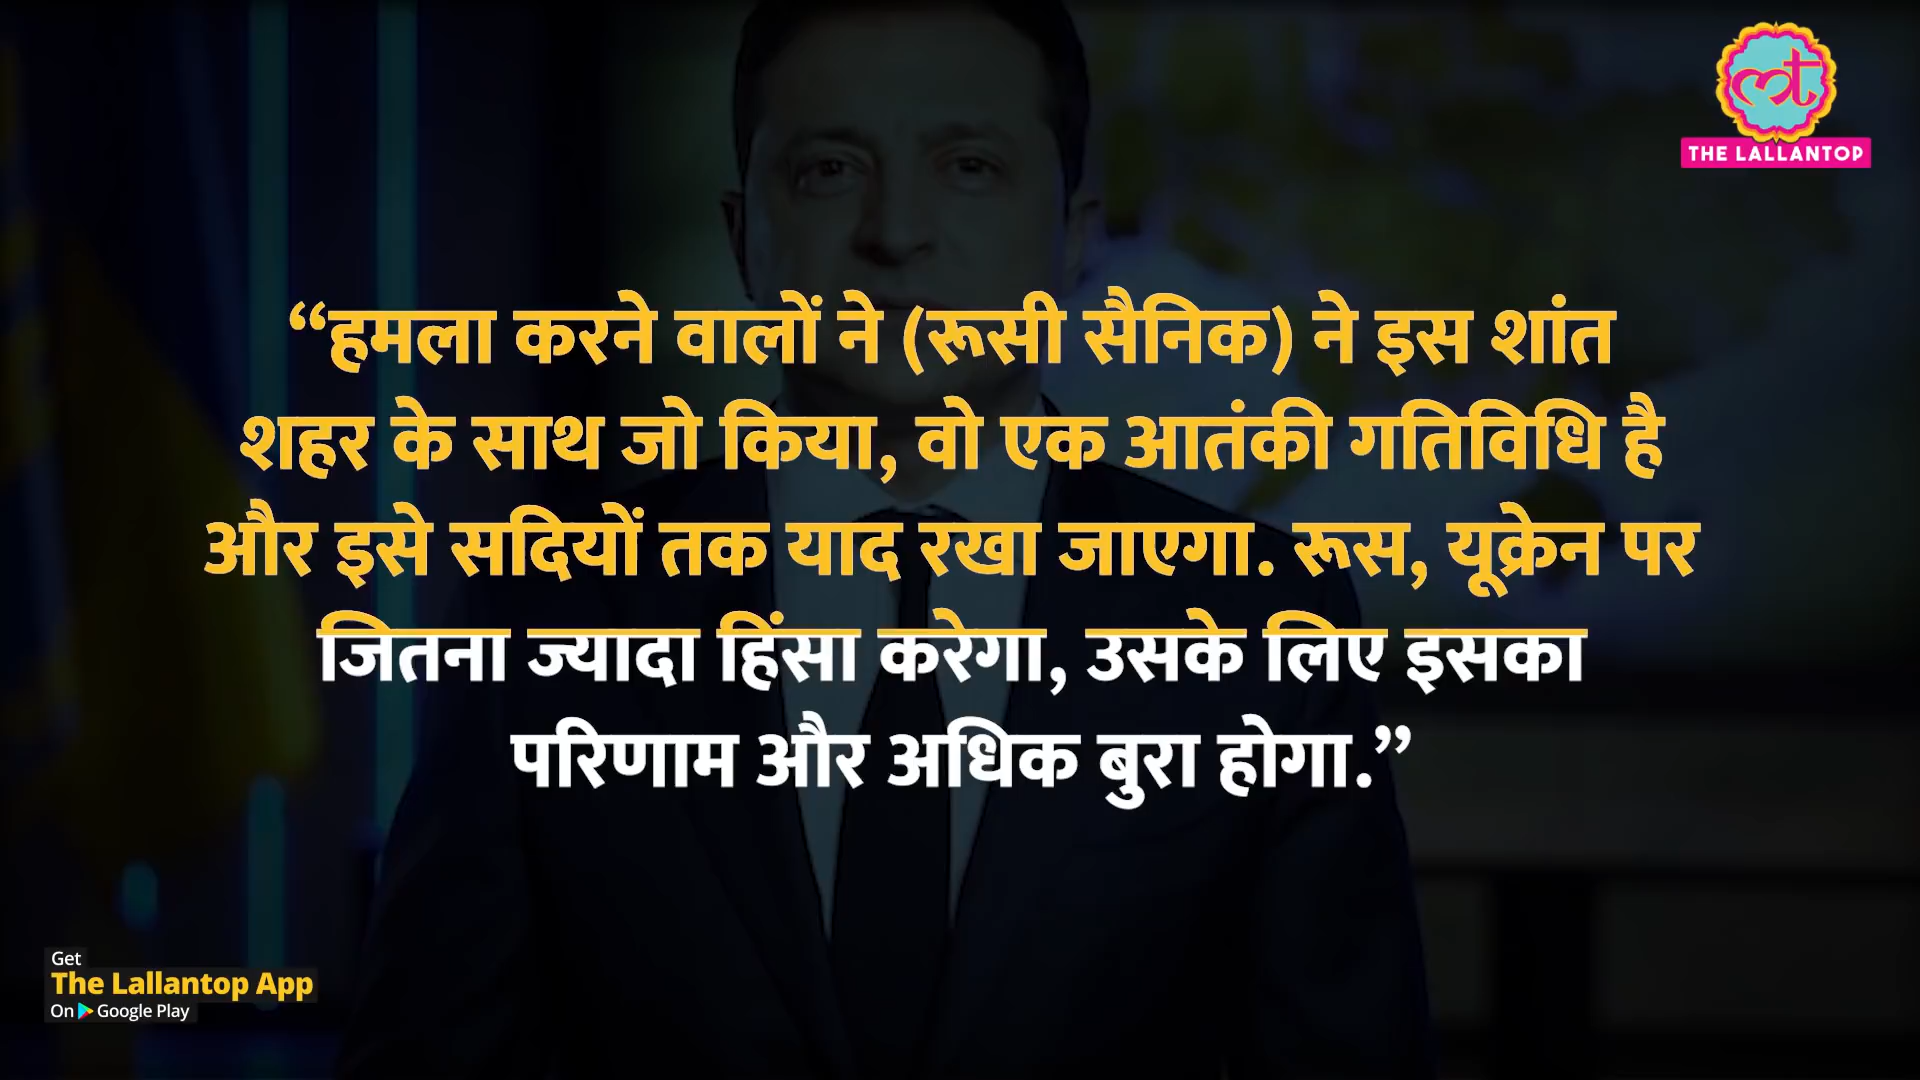 THE LALLANTOP
“हमला करने वालों ने (रूसी सैनिक) ने इस शांत
शहर के साथ जो किया, वो एक आतंकी गतिविधि है
और इसे सदियों तक याद रखा जाएगा. रूस, यूक्रेन पर
जितना ज्यादा हिंसा करेगा, उसके लिए इसका
परिणाम और अधिक बुरा होगा.”
Get
The Lallantop App
On Google Play